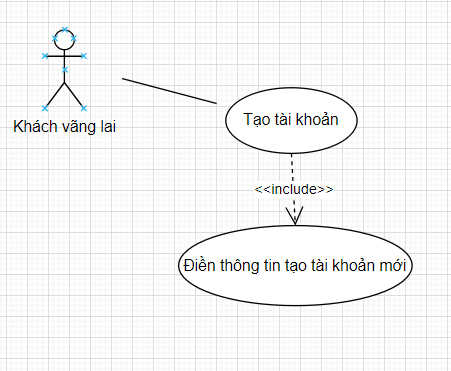 Khách vãng lai
Tạo tài khoản
<<include>>
Điền thông tin tạo tài khoản mới